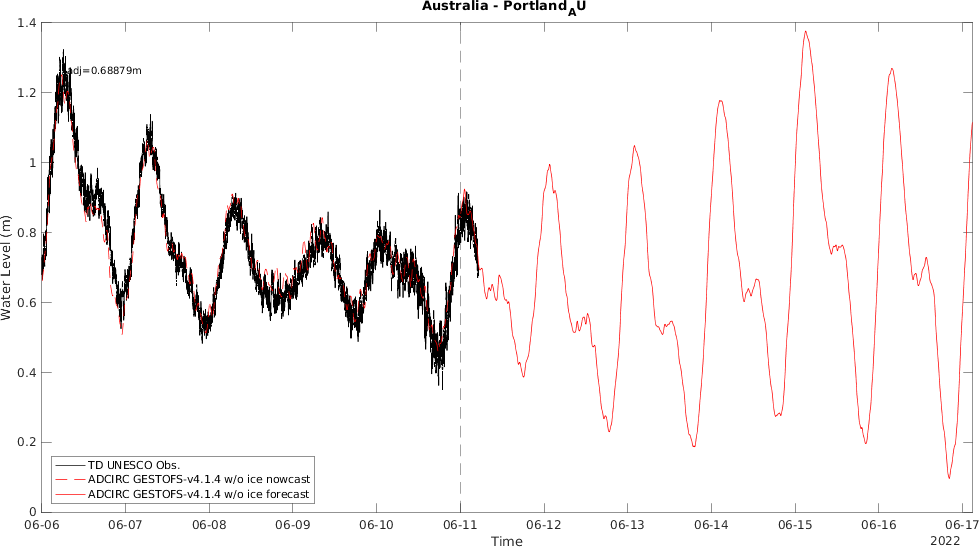 Australia - Portland_AU
1.4
adj=0.68879m
1.2
1
0.8
Water Level (m)
0.6
0.4
0.2
TD UNESCO Obs.
ADCIRC GESTOFS-v4.1.4 w/o ice nowcast
ADCIRC GESTOFS-v4.1.4 w/o ice forecast
0
06-06 06-07 06-08 06-09 06-10 06-11 06-12 06-13 06-14 06-15 06-16 06-17
Time
2022